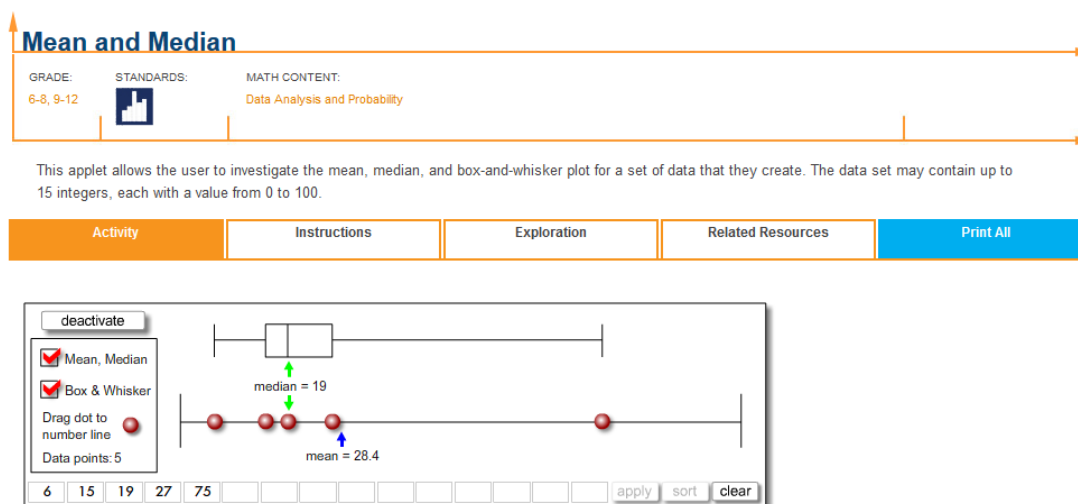 Mean and Median
GRADE: STANDARDS: MATH CONTENT:
6-8, 9-12 Data Analysis and Probability
This applet allows the user to investigate the mean, median, and box-and-whisker plot for a set of data that they create. The data set may contain up to
15 integers, each with a value from 0 to 100.
Activity Instructions Exploration Related Resources Print All
deactivate
Mean, Median
Box & Whisker
Drag dot to
number line
Data points: 5
median = 19
mean = 28.4
6 15 19 27 75 apply sort clear